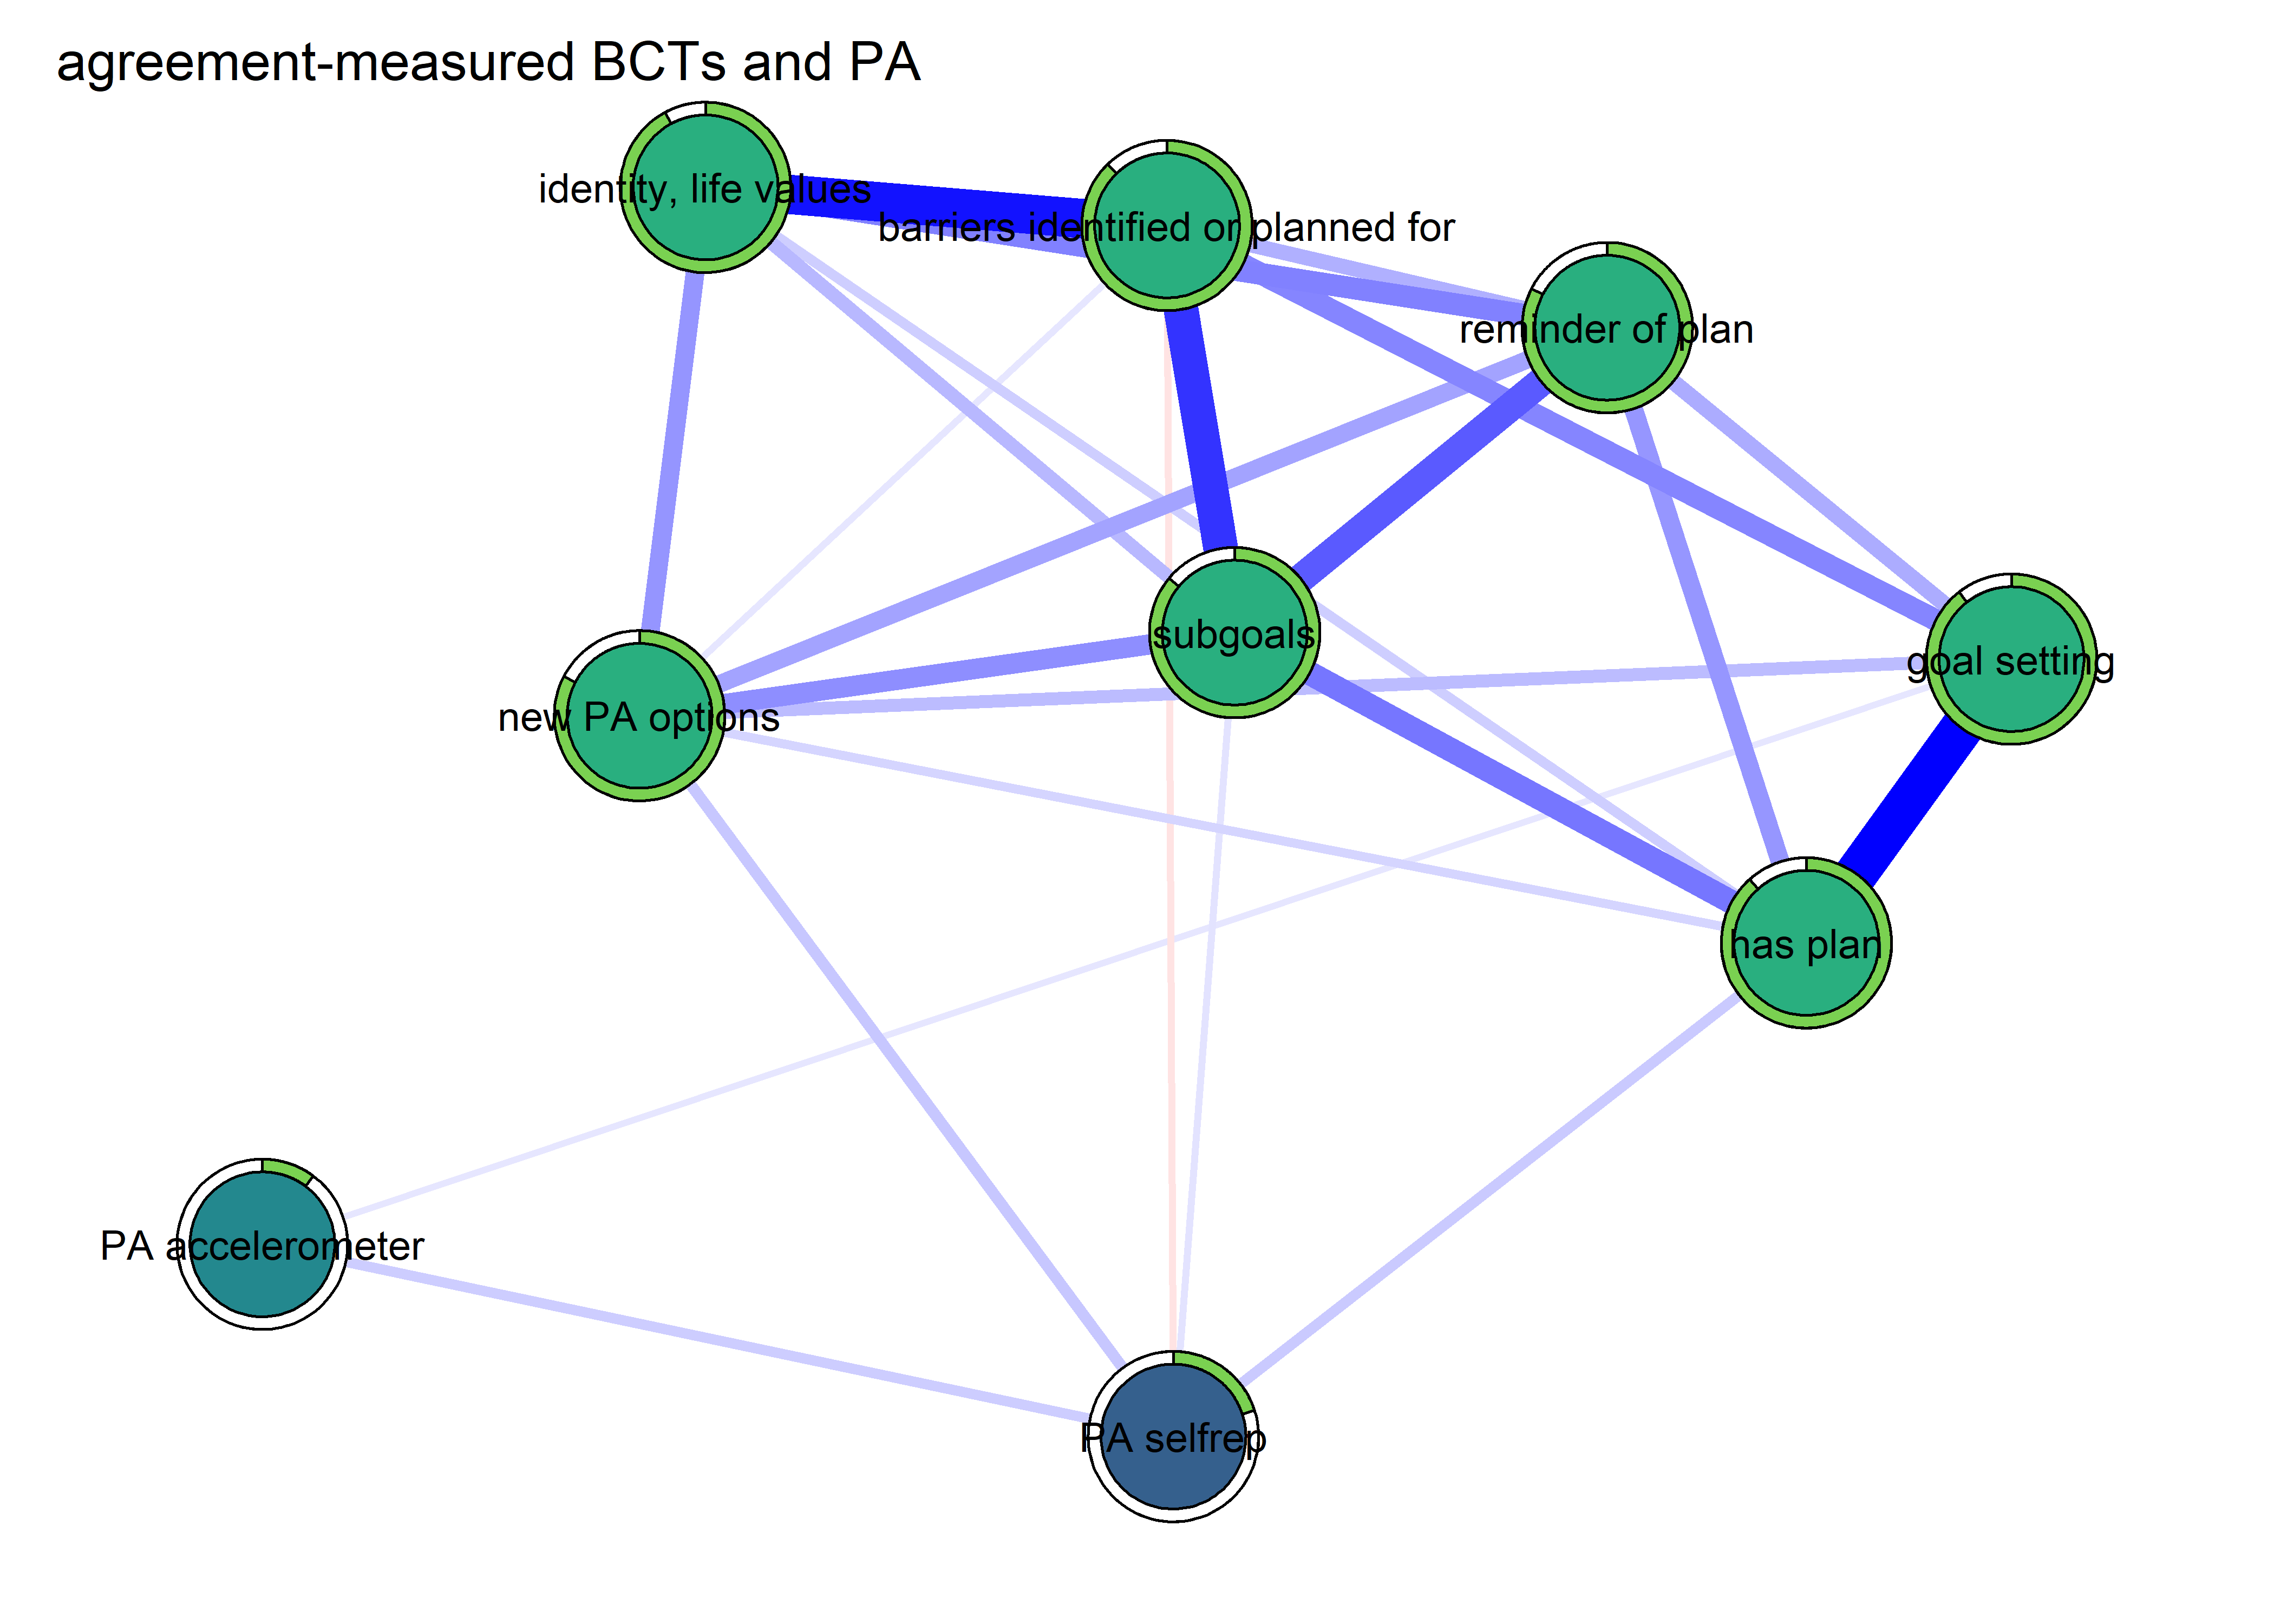 agreement-measured BCTs and PA
identity, life values
barriers identified or planned for
reminder of plan
subgoals
goal setting
new PA options
has plan
PA accelerometer
PA selfrep